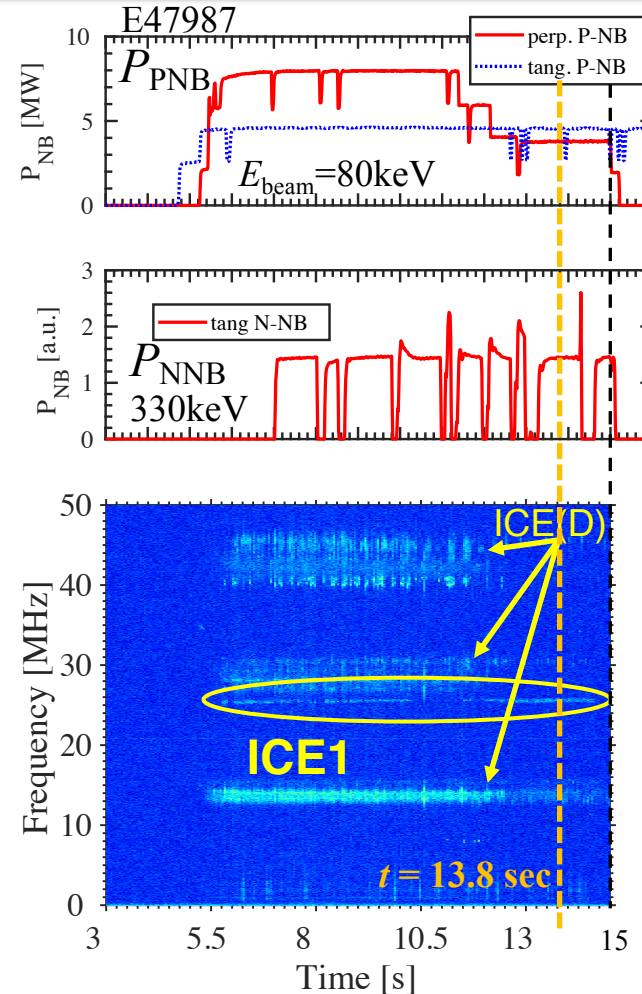 E47987
P_PNB
perp. P-NB
tang. P-NB
P_NB [MW]
10
5
0
E_beam=80keV
P_NB [a.u.]
3
2
1
0
tang N-NB
P_NNB
330keV
Frequency [MHz]
50
40
30
20
10
0
ICE(D)
ICE1
t = 13.8 sec
3 5.5 8 10.5 13 15
Time [s]